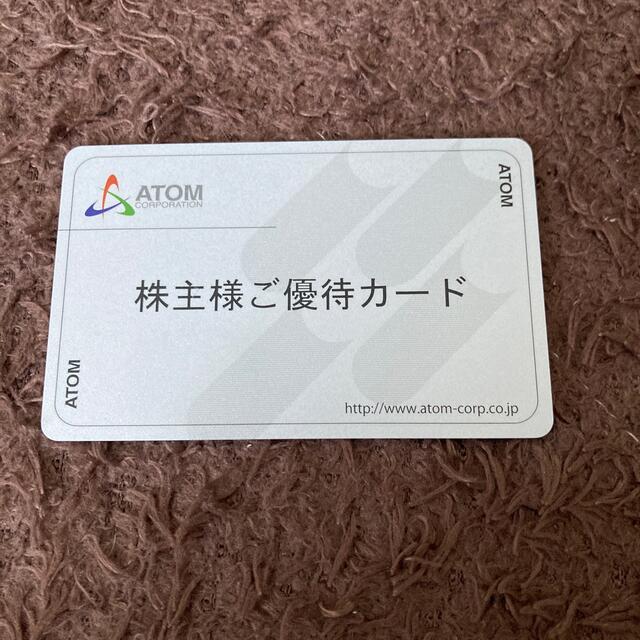 ATOM
CORPORATION
ATOM
株主様ご優待カード
ATOM
http://www.atom-corp.co.jp